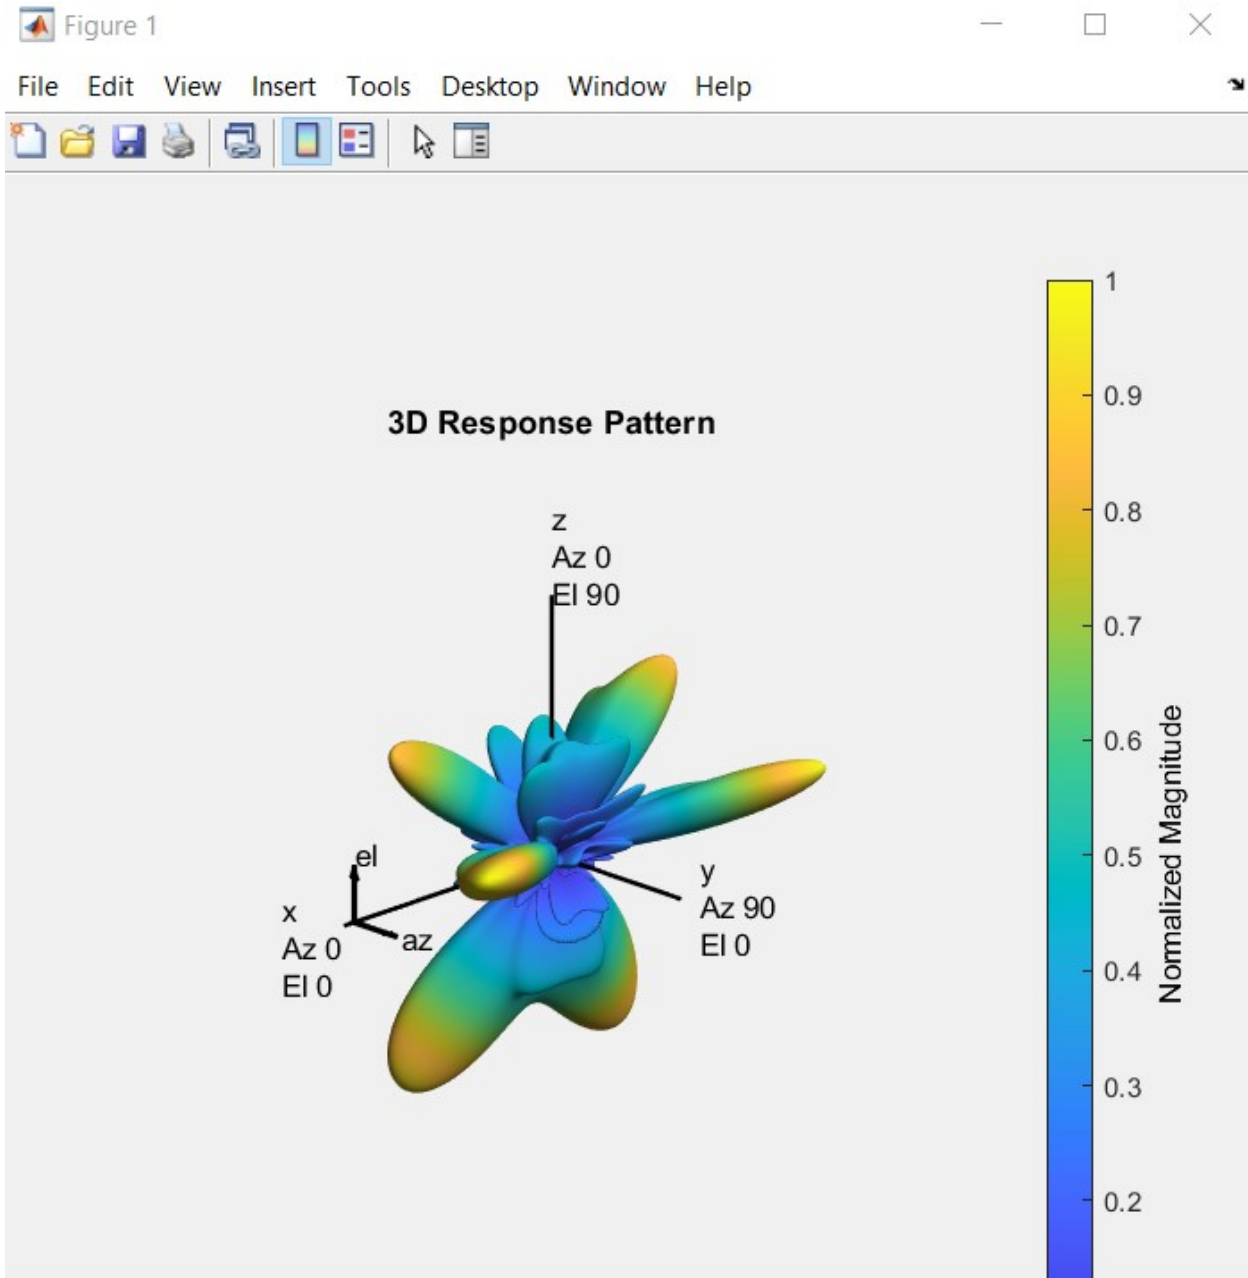 Figure 1
File Edit View Insert Tools Desktop Window Help
3D Response Pattern
z
Az 0
El 90
el
x
Az 0
El 0
az
y
Az 90
El 0
1
0.9
0.8
0.7
0.6
0.5
0.4
0.3
0.2
Normalized Magnitude